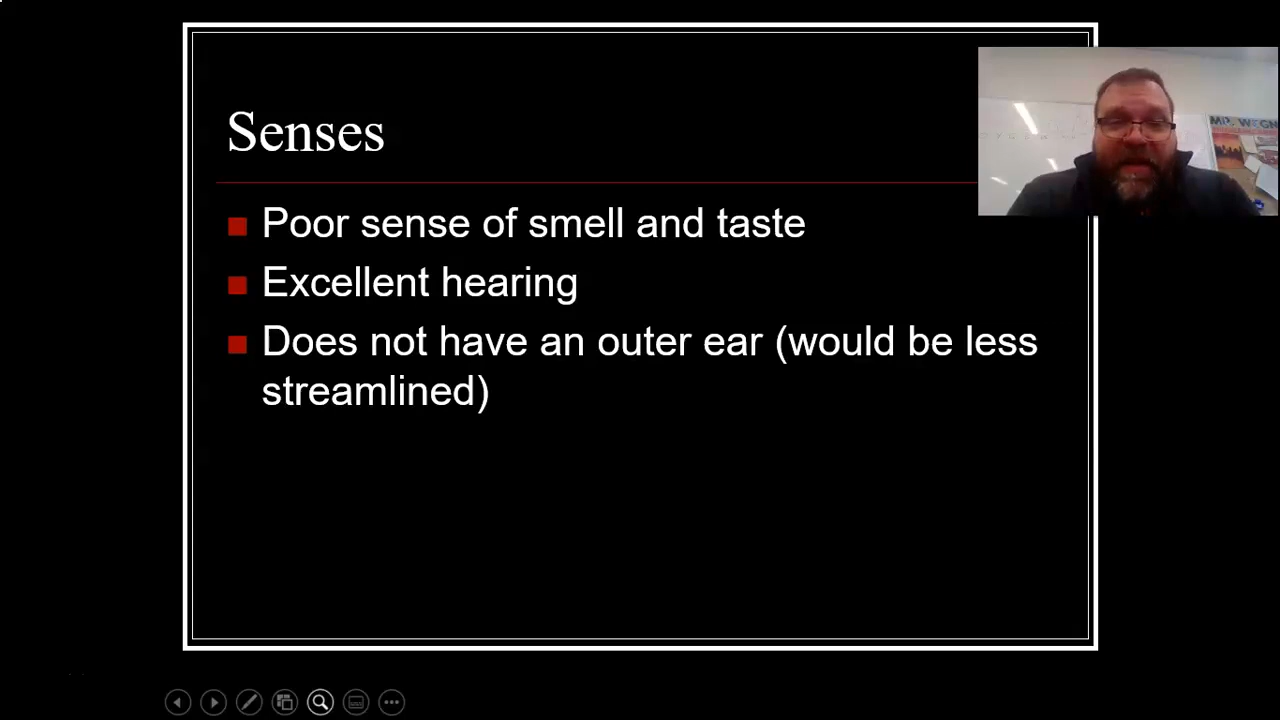 Senses
Poor sense of smell and taste
Excellent hearing
Does not have an outer ear (would be less
streamlined)
MR.